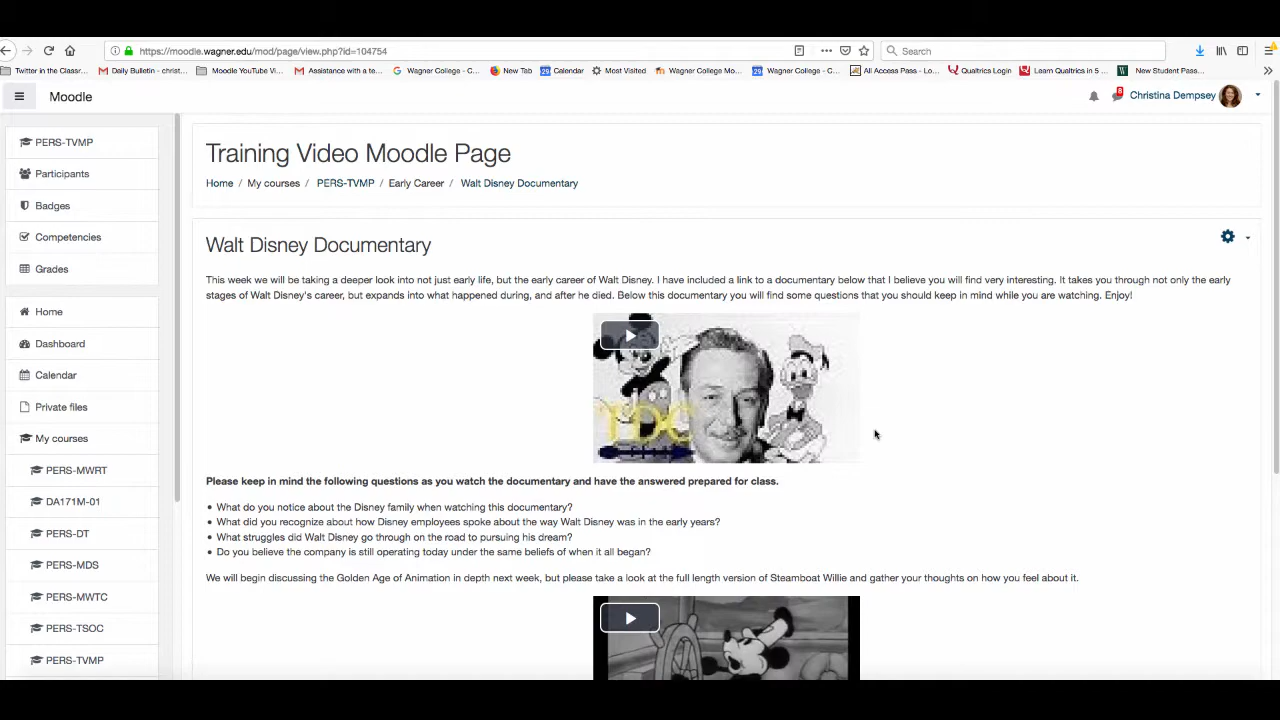 https://moodle.wagner.edu/mod/page/view.php?id=104754
Search
Twitter in the Classr...
Daily Bulletin - christ...
Moodle YouTube Vi...
Assistance with a te...
Wagner College - G...
New Tab
Calendar
Most Visited
Wagner College Mo...
Wagner College - C...
All Access Pass - Lo...
Qualtrics Login
Learn Qualtrics in 5 ...
New Student Pass...
Moodle
8
Christina Dempsey
PERS-TVMP
Participants
Badges
Competencies
Grades
Home
Dashboard
Calendar
Private files
My courses
PERS-MWRT
DA171M-01
PERS-DT
PERS-MDS
PERS-MWTC
PERS-TSOC
PERS-TVMP
Training Video Moodle Page
Home / My courses / PERS-TVMP / Early Career / Walt Disney Documentary
Walt Disney Documentary
This week we will be taking a deeper look into not just early life, but the early career of Walt Disney. I have included a link to a documentary below that I believe you will find very interesting. It takes you through not only the early
stages of Walt Disney's career, but expands into what happened during, and after he died. Below this documentary you will find some questions that you should keep in mind while you are watching. Enjoy!
TDC
Please keep in mind the following questions as you watch the documentary and have the answered prepared for class.
• What do you notice about the Disney family when watching this documentary?
• What did you recognize about how Disney employees spoke about the way Walt Disney was in the early years?
• What struggles did Walt Disney go through on the road to pursuing his dream?
• Do you believe the company is still operating today under the same beliefs of when it all began?
We will begin discussing the Golden Age of Animation in depth next week, but please take a look at the full length version of Steamboat Willie and gather your thoughts on how you feel about it.